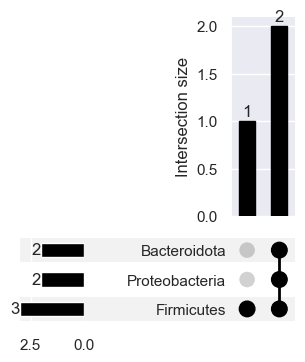 2
2.0
1.5
1
1.0
0.5
0.0
Intersection size
2 Bacteroidota
2 Proteobacteria
3 Firmicutes
2.5 0.0